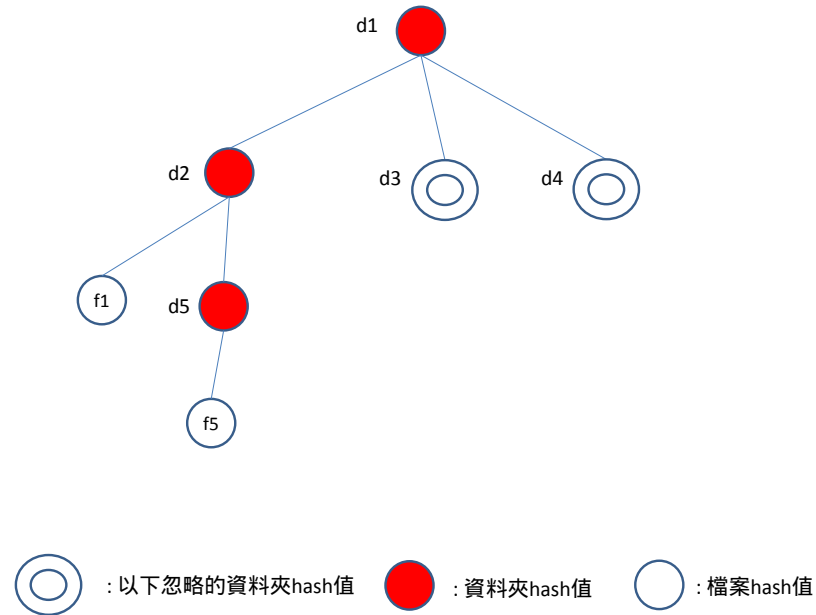 d1
d2
d3
d4
f1
d5
f5
: 以下忽略的資料夾hash值
: 資料夾hash值
: 檔案hash值